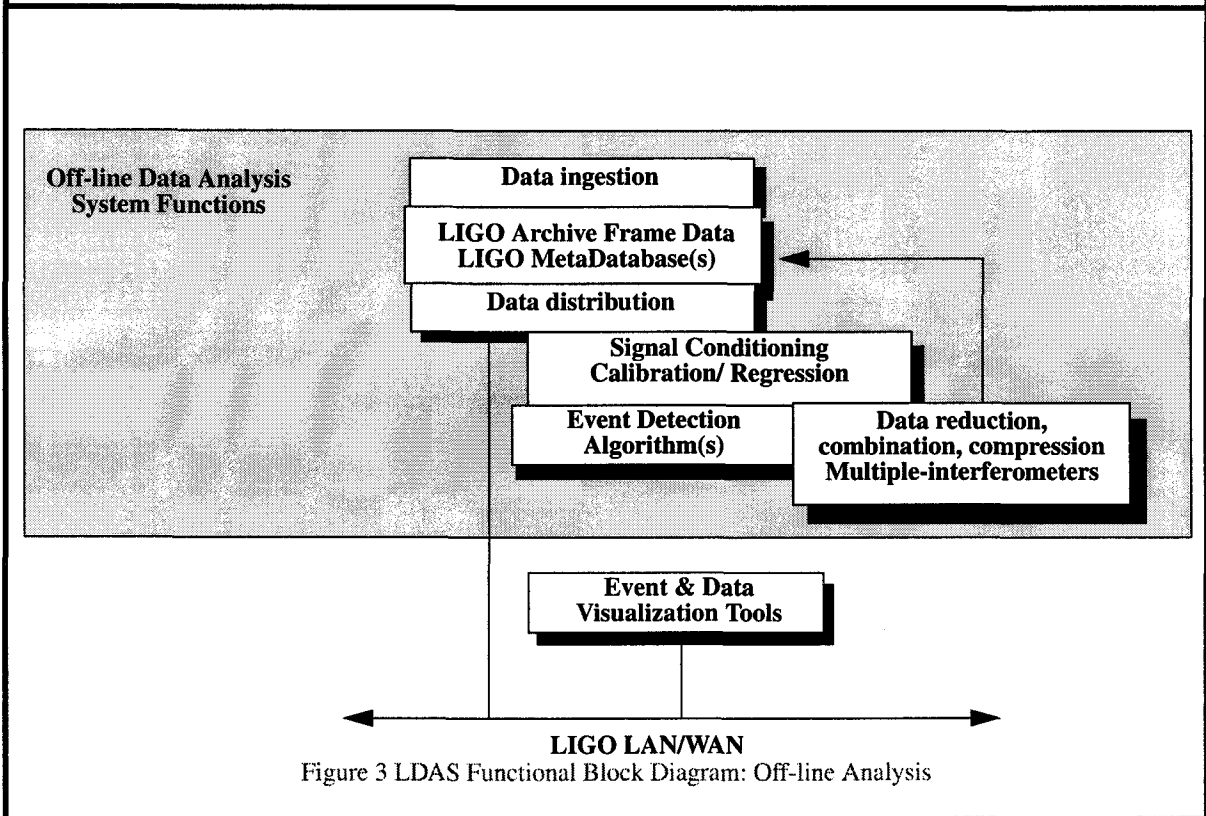 Off-line Data Analysis
System Functions
Data ingestion
LIGO Archive Frame Data
LIGO MetaDatabase(s)
Data distribution
Signal Conditioning
Calibration/ Regression
Event Detection
Algorithm(s)
Data reduction,
combination, compression
Multiple-interferometers
Event & Data
Visualization Tools
LIGO LAN/WAN
Figure 3 LDAS Functional Block Diagram: Off-line Analysis